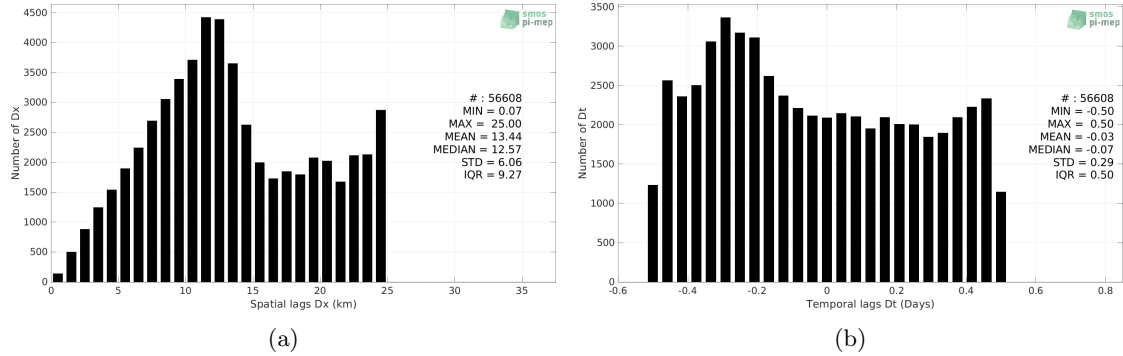 4500
4000
3500
3000
2500
2000
1500
1000
500
0
Number of Dx
smos
pi-mep
# : 56608
MIN = 0.07
MAX = 25.00
MEAN = 13.44
MEDIAN = 12.57
STD = 6.06
IQR = 9.27
0 5 10 15 20 25 30 35
Spatial lags Dx (km)
(a)
3500
3000
2500
2000
1500
1000
500
0
Number of Dt
smos
pi-mep
# : 56608
MIN = -0.50
MAX = 0.50
MEAN = -0.03
MEDIAN = -0.07
STD = 0.29
IQR = 0.50
-0.6 -0.4 -0.2 0 0.2 0.4 0.6 0.8
Temporal lags Dt (Days)
(b)